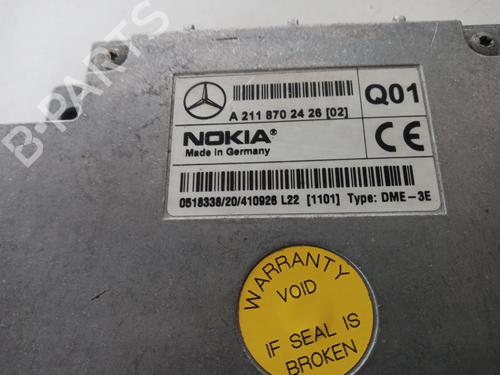 A 211 870 24 26 [02]
Q01
NOKIA®
Made in Germany
CE
0518338/20/410926 L22 [1101] Type: DME-3E
WARRANTY
VOID
IF SEAL IS
BROKEN
B-PARTS